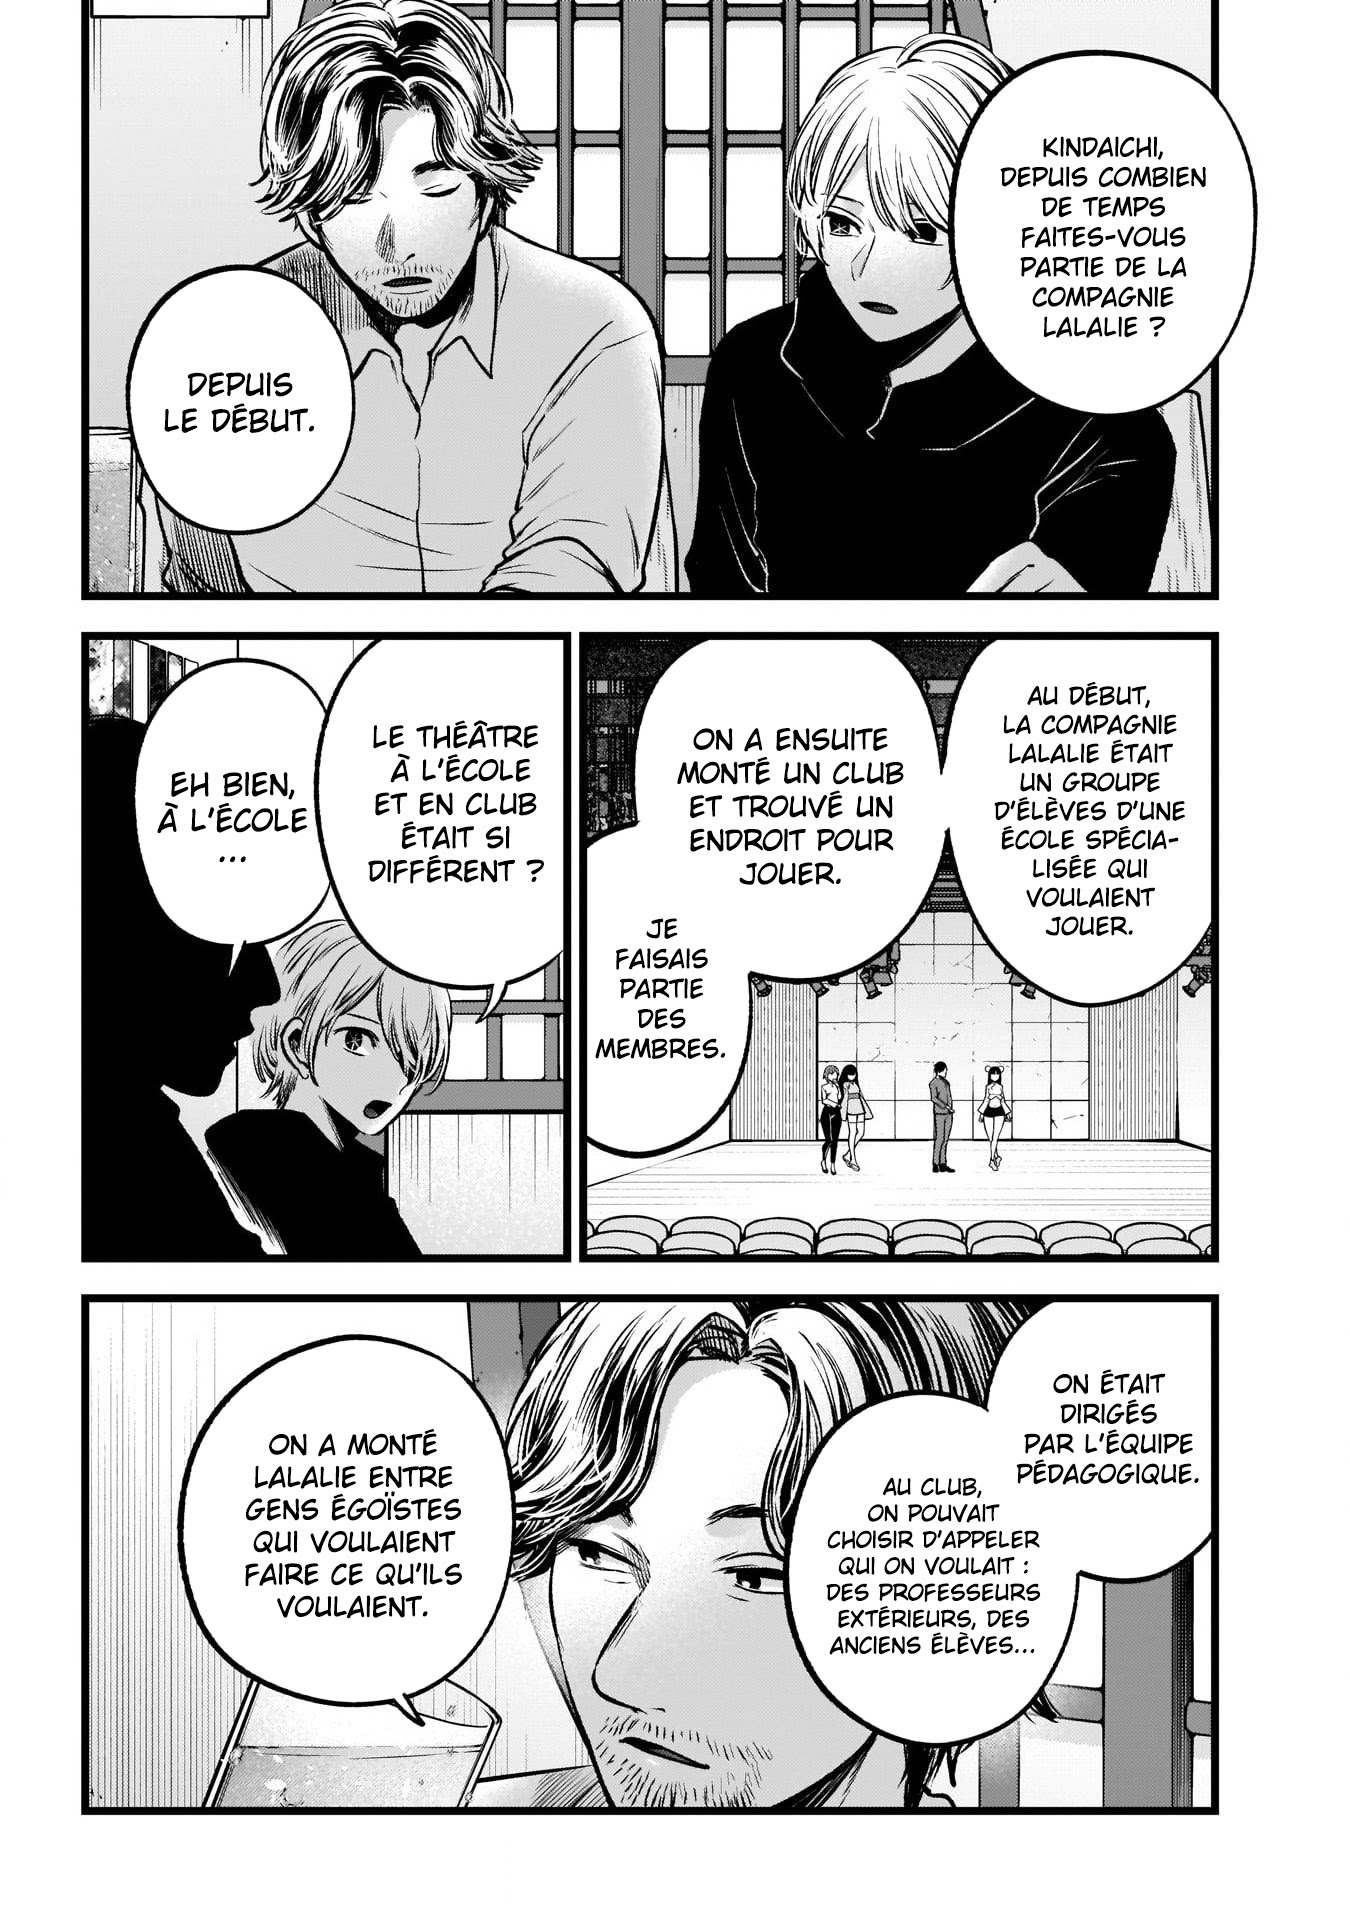 KINDAICHI,
DEPUIS COMBIEN
DE TEMPS
FAITES-VOUS
PARTIE DE LA
COMPAGNIE
LALALIE ?
DEPUIS
LE DÉBUT.
AU DÉBUT,
LA COMPAGNIE
LALALIE ÉTAIT
UN GROUPE
D'ÉLÈVES D'UNE
ÉCOLE SPÉCIA-
LISÉE QUI
VOULAIENT
JOUER.
ON A ENSUITE
MONTÉ UN CLUB
ET TROUVÉ UN
ENDROIT POUR
JOUER.
JE
FAISAIS
PARTIE
DES
MEMBRES.
LE THÉÂTRE
À L'ÉCOLE
ET EN CLUB
ÉTAIT SI
DIFFÉRENT ?
EH BIEN,
À L'ÉCOLE
...
ON ÉTAIT
DIRIGÉS
PAR L'ÉQUIPE
PÉDAGOGIQUE.
AU CLUB,
ON POUVAIT
CHOISIR D'APPELER
QUI ON VOULAIT :
DES PROFESSEURS
EXTÉRIEURS, DES
ANCIENS ÉLÈVES...
ON A MONTÉ
LALALIE ENTRE
GENS ÉGOÏSTES
QUI VOULAIENT
FAIRE CE QU'ILS
VOULAIENT.